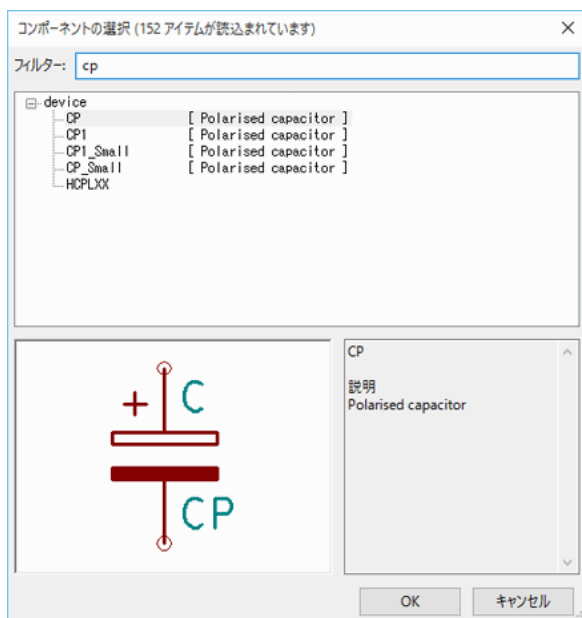 コンポーネントの選択 (152 アイテムが読込まれています)
フィルター: cp
device
CP [ Polarised capacitor ]
CP1 [ Polarised capacitor ]
CP1_Small [ Polarised capacitor ]
CP_Small [ Polarised capacitor ]
HCPLXX
+ C
CP
CP
説明
Polarised capacitor
OK キャンセル